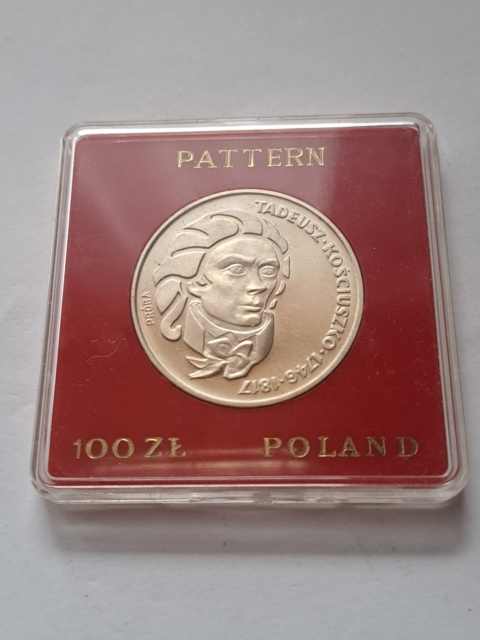 PATTERN
TADEUSZ·KOŚCIUSZKO·1746·1817
PRÓBA
100 ZŁ POLAND